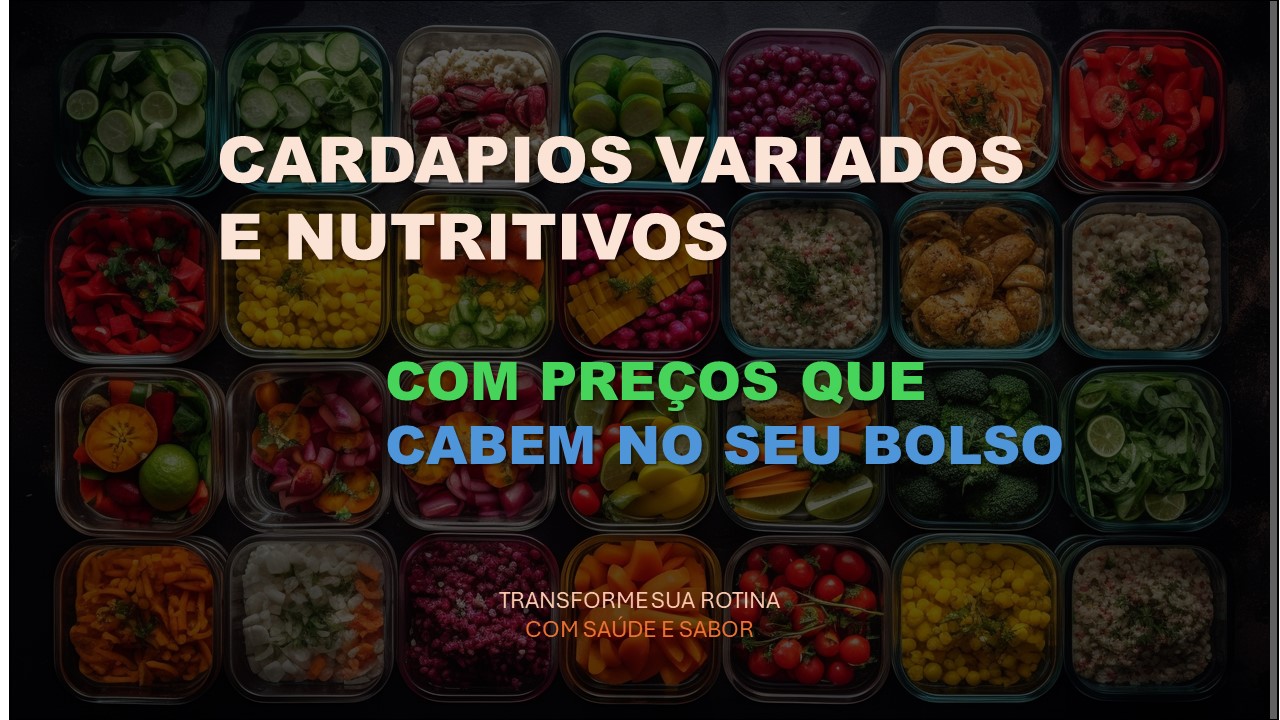 CARDAPIOS VARIADOS
E NUTRITIVOS
COM PREÇOS QUE
CABEM NO SEU BOLSO
TRANSFORME SUA ROTINA
COM SAÚDE E SABOR